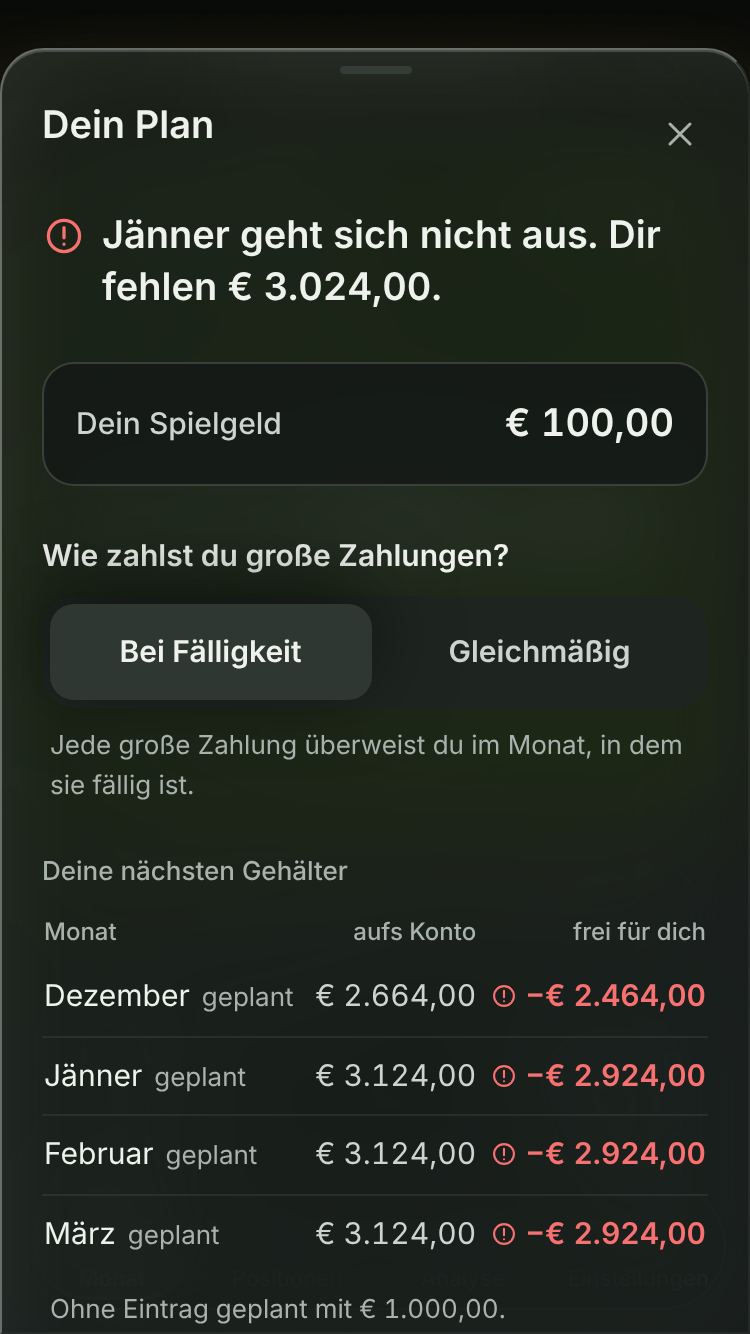 Dein Plan
Jänner geht sich nicht aus. Dir
fehlen € 3.024,00.
Dein Spielgeld € 100,00
Wie zahlst du große Zahlungen?
Bei Fälligkeit Gleichmäßig
Jede große Zahlung überweist du im Monat, in dem
sie fällig ist.
Deine nächsten Gehälter
Monat aufs Konto frei für dich
Dezember geplant € 2.664,00 −€ 2.464,00
Jänner geplant € 3.124,00 −€ 2.924,00
Februar geplant € 3.124,00 −€ 2.924,00
März geplant € 3.124,00 −€ 2.924,00
Monat Positionen Analyse Einstellungen
Ohne Eintrag geplant mit € 1.000,00.